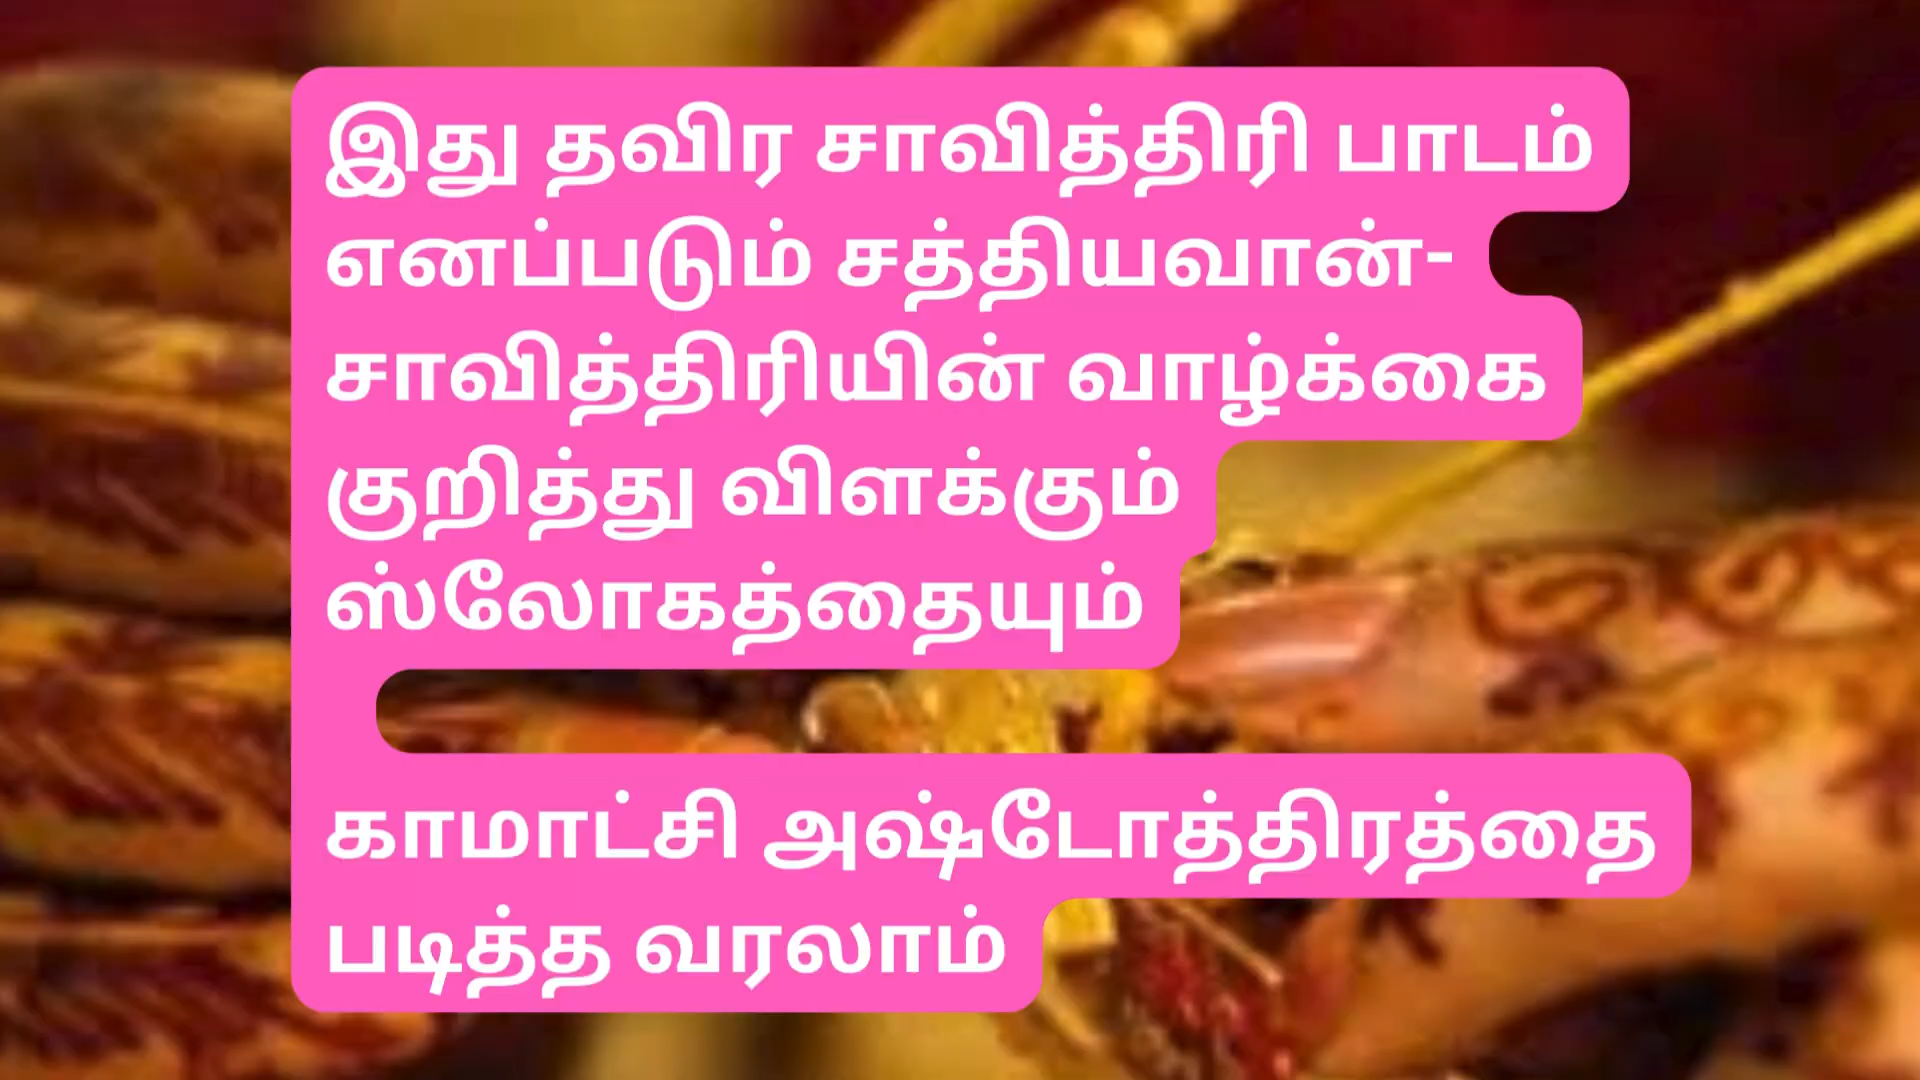 இது தவிர சாவித்திரி பாடம்
எனப்படும் சத்தியவான்-
சாவித்திரியின் வாழ்க்கை
குறித்து விளக்கும்
ஸ்லோகத்தையும்
காமாட்சி அஷ்டோத்திரத்தை
படித்த வரலாம்